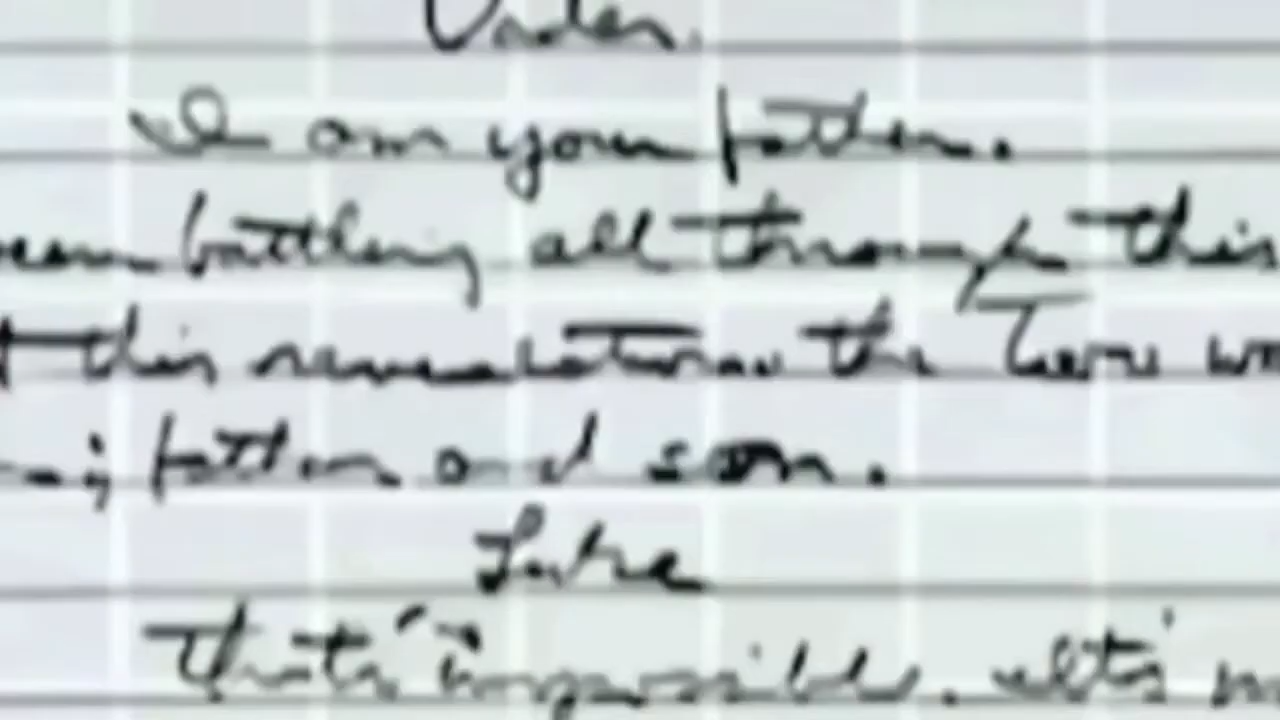 Vader.
I am your father.
battling all through this
this revelation the two
; father and son.
Luke
That's impossible. It's